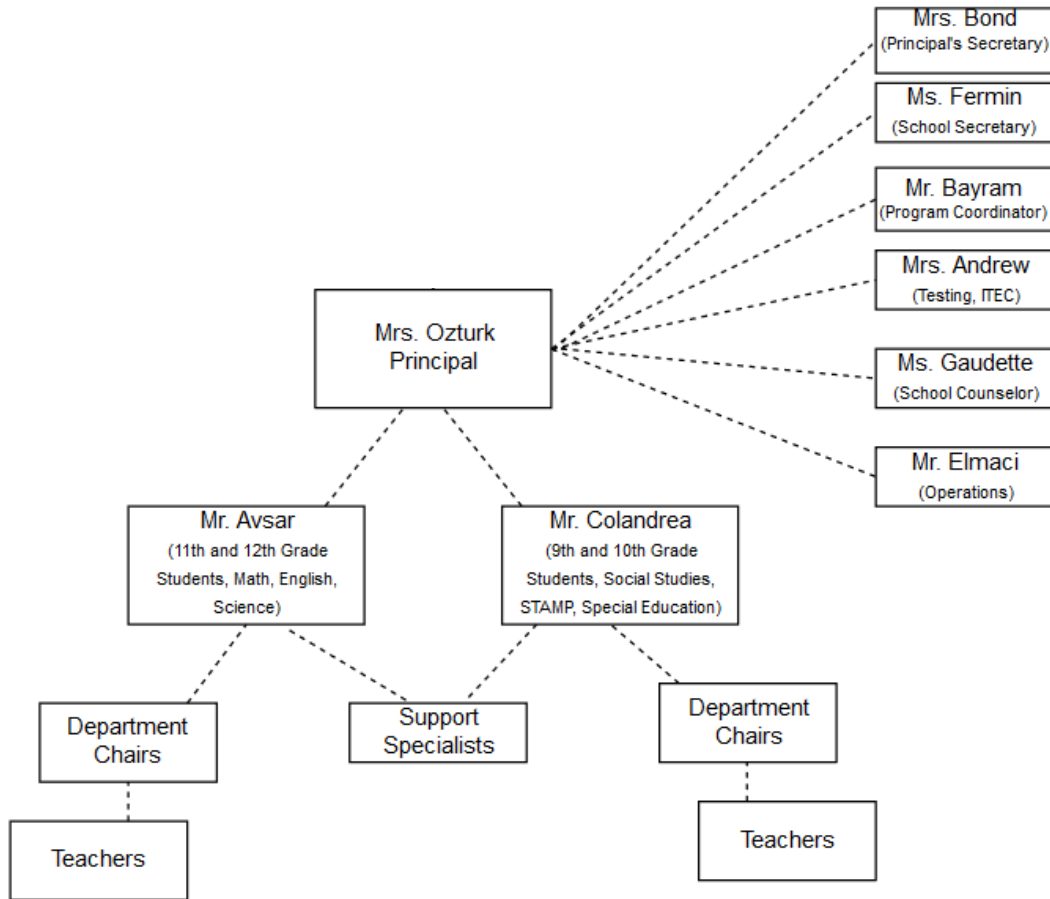 Mrs. Bond
(Principal's Secretary)
Ms. Fermin
(School Secretary)
Mr. Bayram
(Program Coordinator)
Mrs. Andrew
(Testing, ITEC)
Mrs. Ozturk
Principal
Ms. Gaudette
(School Counselor)
Mr. Elmaci
(Operations)
Mr. Avsar
(11th and 12th Grade
Students, Math, English,
Science)
Mr. Colandrea
(9th and 10th Grade
Students, Social Studies,
STAMP, Special Education)
Department
Chairs
Support
Specialists
Department
Chairs
Teachers
Teachers